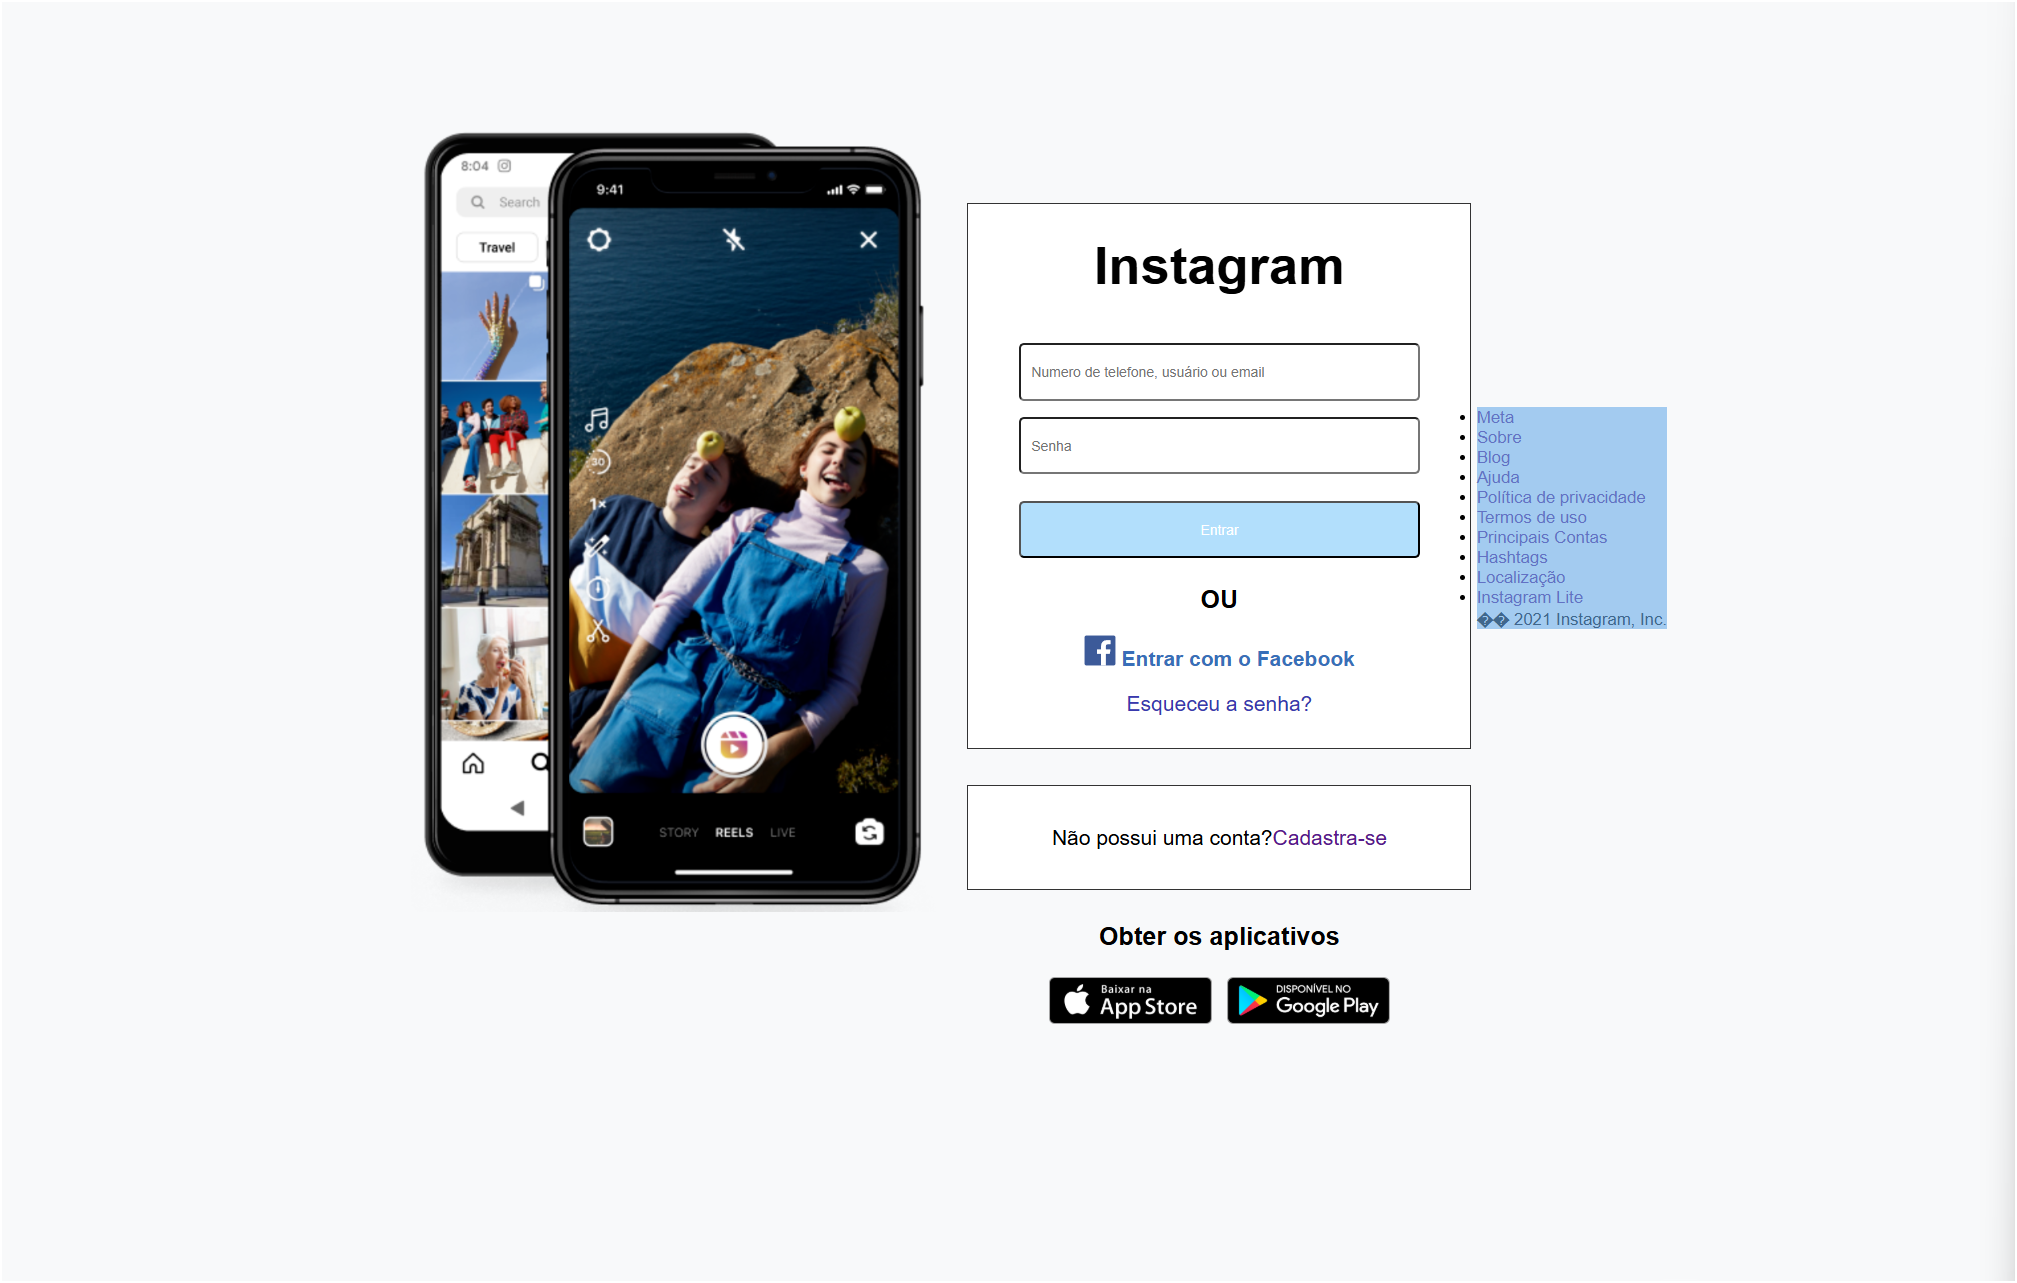 8:04
Search
Travel
9:41
30
1×
STORY REELS LIVE
Instagram
Numero de telefone, usuário ou email
Senha
Entrar
OU
Entrar com o Facebook
Esqueceu a senha?
Não possui uma conta?Cadastra-se
Obter os aplicativos
Baixar na
App Store
DISPONÍVEL NO
Google Play
Meta
Sobre
Blog
Ajuda
Política de privacidade
Termos de uso
Principais Contas
Hashtags
Localização
Instagram Lite
�� 2021 Instagram, Inc.